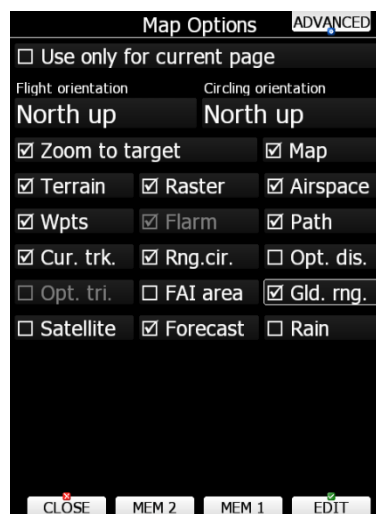 Map Options ADVANCED
Use only for current page
Flight orientation Circling orientation
North up North up
Zoom to target Map
Terrain Raster Airspace
Wpts Flarm Path
Cur. trk. Rng.cir. Opt. dis.
Opt. tri. FAI area Gld. rng.
Satellite Forecast Rain
CLOSE MEM 2 MEM 1 EDIT